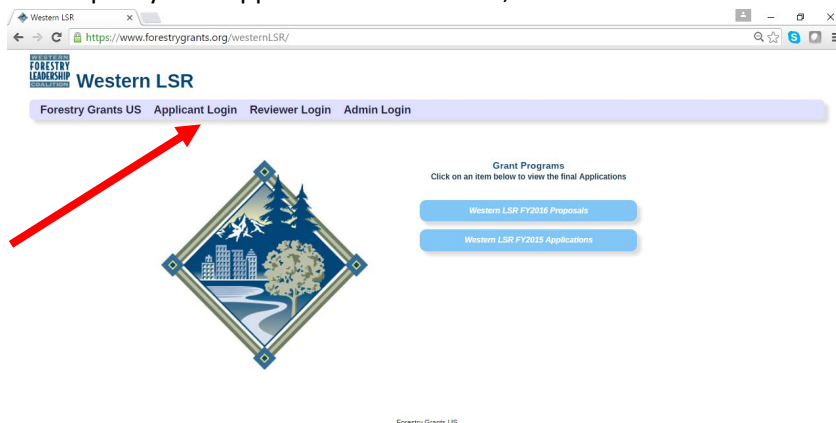 Western LSR
https://www.forestrygrants.org/westernLSR/
WESTERN
FORESTRY
LEADERSHIP
COALITION
Western LSR
Forestry Grants US Applicant Login Reviewer Login Admin Login
Grant Programs
Click on an item below to view the final Applications
Western LSR FY2016 Proposals
Western LSR FY2015 Applications
Forestry Grants US